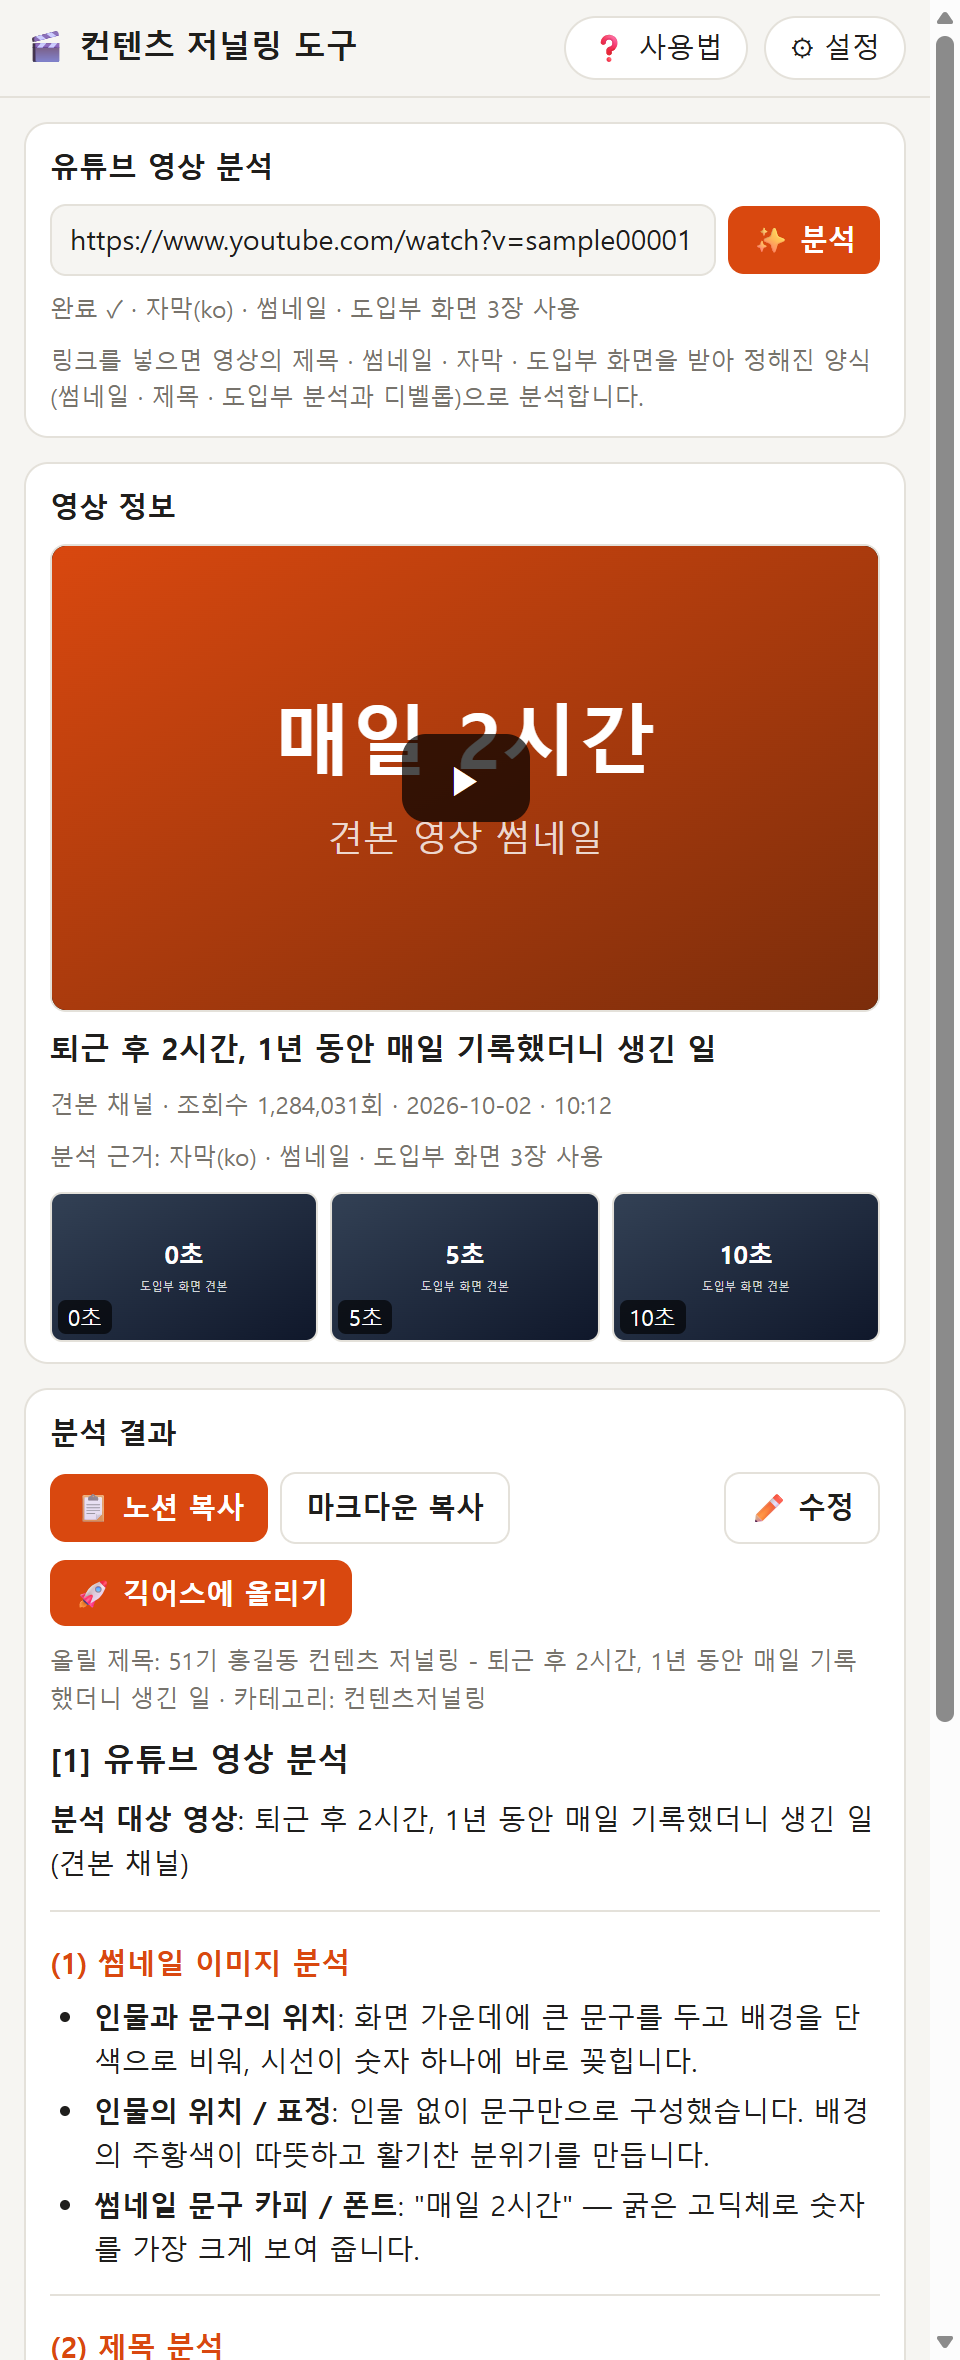 컨텐츠 저널링 도구
❓ 사용법
⚙ 설정
유튜브 영상 분석
https://www.youtube.com/watch?v=sample00001
✨ 분석
완료 ✓ · 자막(ko) · 썸네일 · 도입부 화면 3장 사용
링크를 넣으면 영상의 제목 · 썸네일 · 자막 · 도입부 화면을 받아 정해진 양식
(썸네일 · 제목 · 도입부 분석과 디벨롭)으로 분석합니다.
영상 정보
매일 2시간
견본 영상 썸네일
퇴근 후 2시간, 1년 동안 매일 기록했더니 생긴 일
견본 채널 · 조회수 1,284,031회 · 2026-10-02 · 10:12
분석 근거: 자막(ko) · 썸네일 · 도입부 화면 3장 사용
0초
도입부 화면 견본
0초
5초
도입부 화면 견본
5초
10초
도입부 화면 견본
10초
분석 결과
📋 노션 복사
마크다운 복사
✏️ 수정
🚀 긱어스에 올리기
올릴 제목: 51기 홍길동 컨텐츠 저널링 - 퇴근 후 2시간, 1년 동안 매일 기록
했더니 생긴 일 · 카테고리: 컨텐츠저널링
[1] 유튜브 영상 분석
분석 대상 영상: 퇴근 후 2시간, 1년 동안 매일 기록했더니 생긴 일
(견본 채널)
(1) 썸네일 이미지 분석
• 인물과 문구의 위치: 화면 가운데에 큰 문구를 두고 배경을 단
색으로 비워, 시선이 숫자 하나에 바로 꽂힙니다.
• 인물의 위치 / 표정: 인물 없이 문구만으로 구성했습니다. 배경
의 주황색이 따뜻하고 활기찬 분위기를 만듭니다.
• 썸네일 문구 카피 / 폰트: "매일 2시간" — 굵은 고딕체로 숫자
를 가장 크게 보여 줍니다.
(2) 제목 분석